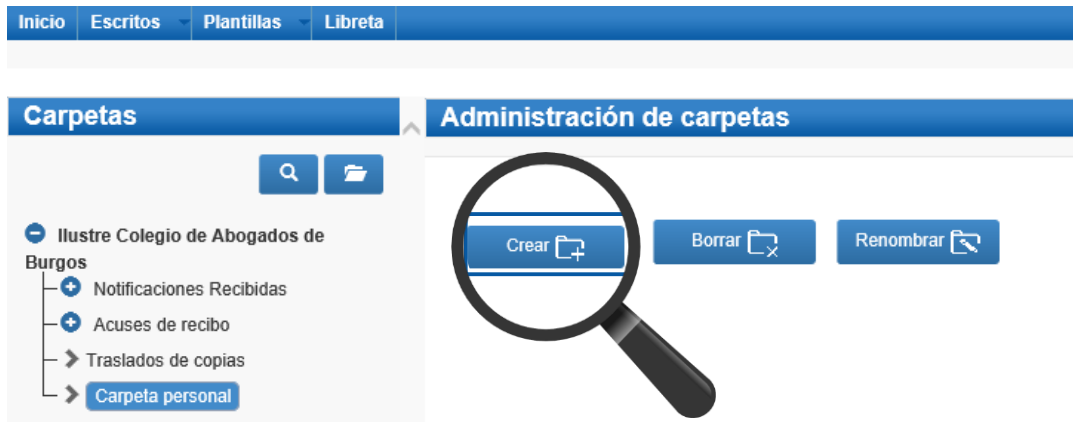 Inicio Escritos Plantillas Libreta
Carpetas
Administración de carpetas
Crear Borrar Renombrar
Ilustre Colegio de Abogados de
Burgos
Notificaciones Recibidas
Acuses de recibo
Traslados de copias
Carpeta personal